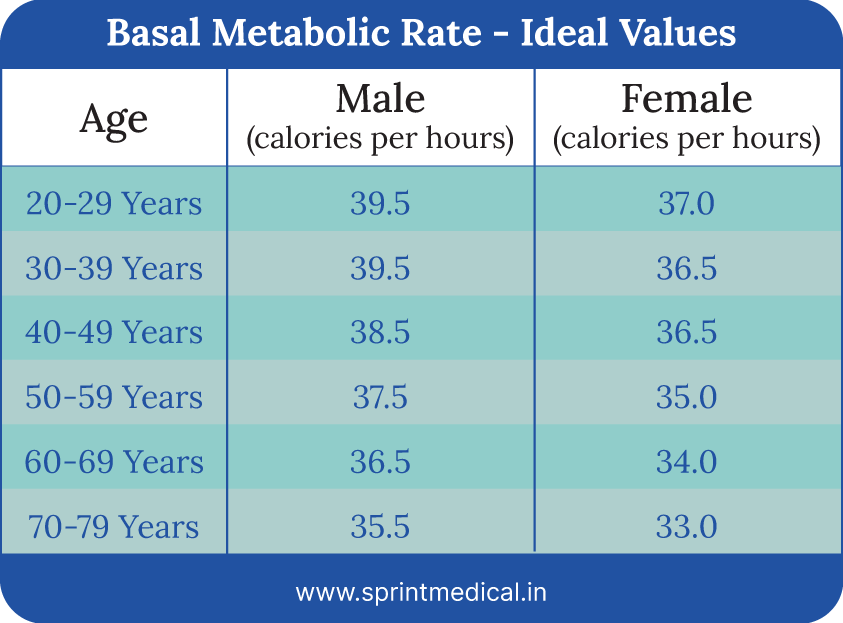 Basal Metabolic Rate - Ideal Values
Age Male Female
(calories per hours) (calories per hours)
20-29 Years 39.5 37.0
30-39 Years 39.5 36.5
40-49 Years 38.5 36.5
50-59 Years 37.5 35.0
60-69 Years 36.5 34.0
70-79 Years 35.5 33.0
www.sprintmedical.in